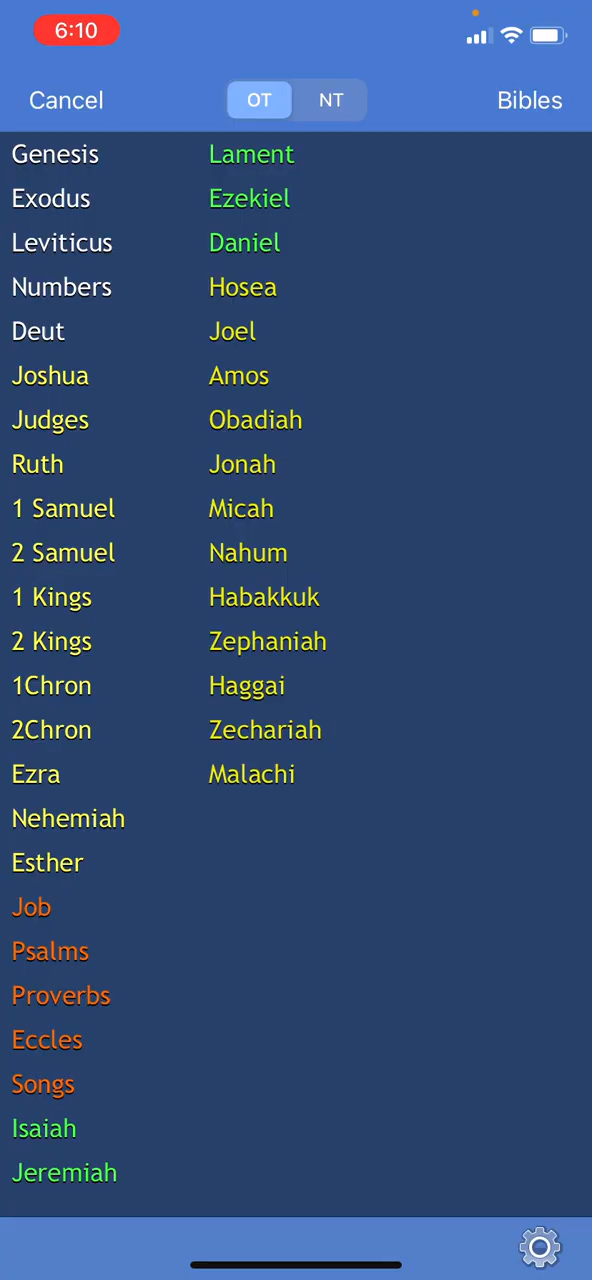 6:10
Cancel OT NT Bibles
Genesis
Exodus
Leviticus
Numbers
Deut
Joshua
Judges
Ruth
1 Samuel
2 Samuel
1 Kings
2 Kings
1Chron
2Chron
Ezra
Nehemiah
Esther
Job
Psalms
Proverbs
Eccles
Songs
Isaiah
Jeremiah
Lament
Ezekiel
Daniel
Hosea
Joel
Amos
Obadiah
Jonah
Micah
Nahum
Habakkuk
Zephaniah
Haggai
Zechariah
Malachi